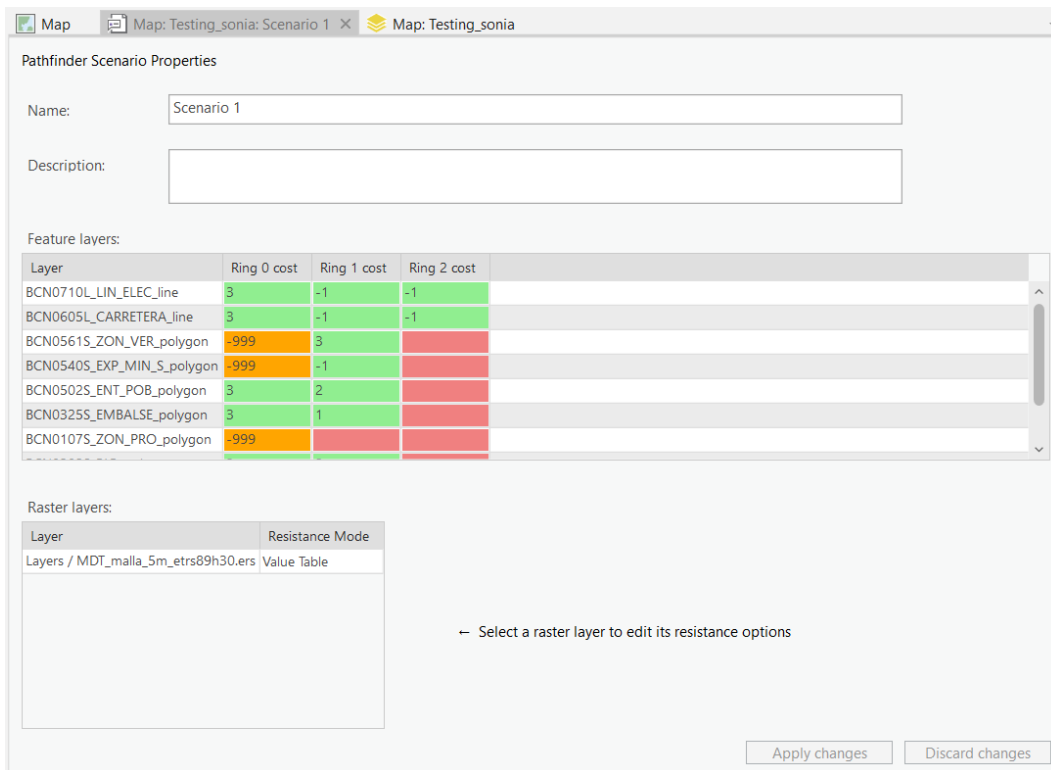 Map Map: Testing_sonia: Scenario 1 × Map: Testing_sonia
Pathfinder Scenario Properties
Name: Scenario 1
Description:
Feature layers:
Layer Ring 0 cost Ring 1 cost Ring 2 cost
BCN0710L_LIN_ELEC_line 3 -1 -1
BCN0605L_CARRETERA_line 3 -1 -1
BCN0561S_ZON_VER_polygon -999 3
BCN0540S_EXP_MIN_S_polygon -999 -1
BCN0502S_ENT_POB_polygon 3 2
BCN0325S_EMBALSE_polygon 3 1
BCN0107S_ZON_PRO_polygon -999
Raster layers:
Layer Resistance Mode
Layers / MDT_malla_5m_etrs89h30.ers Value Table
← Select a raster layer to edit its resistance options
Apply changes Discard changes